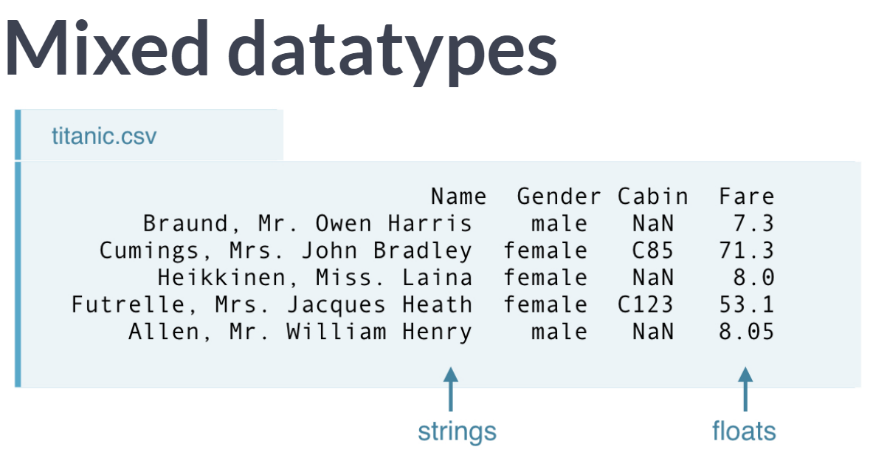 Mixed datatypes
titanic.csv
Name Gender Cabin Fare
Braund, Mr. Owen Harris male NaN 7.3
Cumings, Mrs. John Bradley female C85 71.3
Heikkinen, Miss. Laina female NaN 8.0
Futrelle, Mrs. Jacques Heath female C123 53.1
Allen, Mr. William Henry male NaN 8.05
strings floats